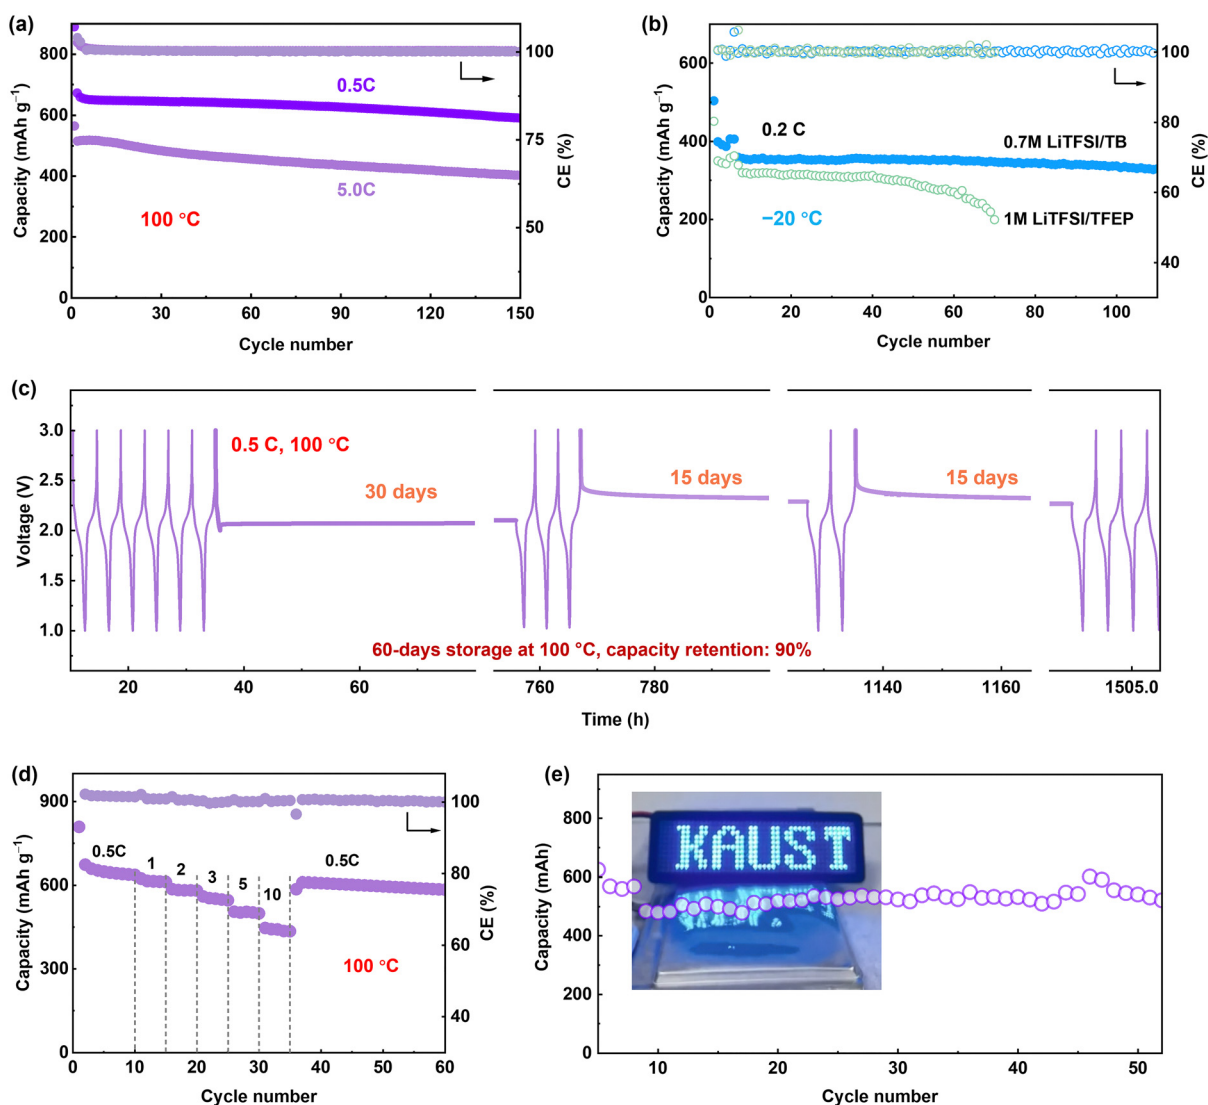 (a)
Capacity (mAh g⁻¹)
800
600
400
200
0
0.5C
5.0C
100 °C
100
75
50
CE (%)
0
30
60
90
120
150
Cycle number
(b)
Capacity (mAh g⁻¹)
600
400
200
0
0.2 C
0.7M LiTFSI/TB
−20 °C
1M LiTFSI/TFEP
100
80
60
40
CE (%)
0
20
40
60
80
100
Cycle number
(c)
Voltage (V)
3.0
2.5
2.0
1.0
0.5 C, 100 °C
30 days
15 days
15 days
60-days storage at 100 °C, capacity retention: 90%
20
40
60
760
780
1140
1160
1505.0
Time (h)
(d)
Capacity (mAh g⁻¹)
900
600
300
0
0.5C
1
2
3
5
10
0.5C
100 °C
100
80
60
40
CE (%)
0
10
20
30
40
50
60
Cycle number
(e)
Capacity (mAh)
800
600
400
200
0
KAUST
10
20
30
40
50
Cycle number